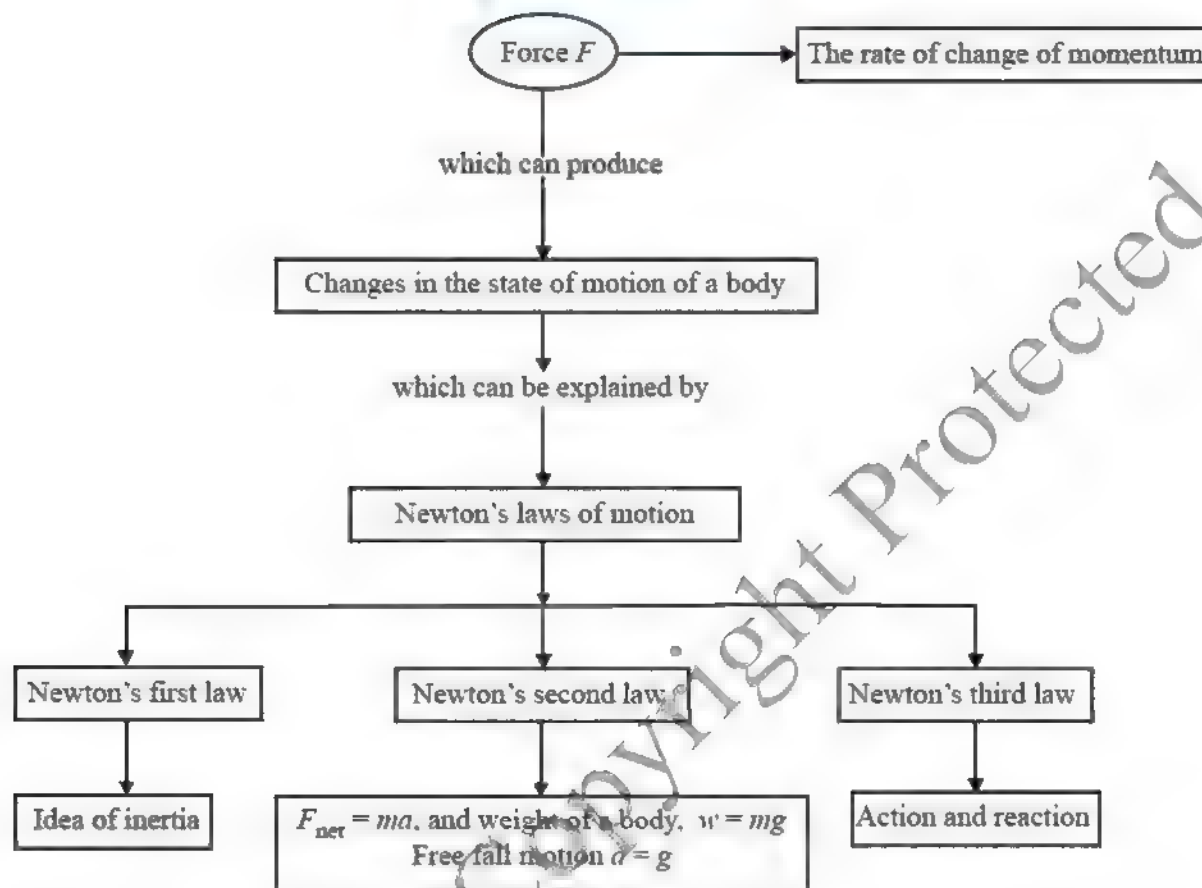 Force F
The rate of change of momentum
which can produce
Changes in the state of motion of a body
which can be explained by
Newton's laws of motion
Newton's first law
Newton's second law
Newton's third law
Idea of inertia
F_net = ma, and weight of a body, w = mg
Free fall motion a = g
Action and reaction
Copyright Protected